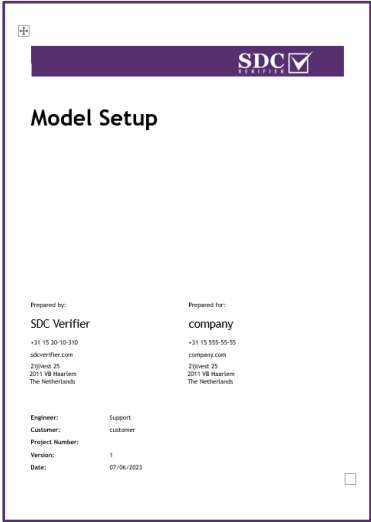 SDC
VERIFIER
Model Setup
Prepared by:
Prepared for:
SDC Verifier
company
+31 15 30-10-310
+31 15 555-55-55
sdcverifier.com
company.com
Zijlvest 25
2011 VB Haarlem
The Netherlands
Zijlvest 25
2011 VB Haarlem
The Netherlands
Engineer: Support
Customer: customer
Project Number:
Version: 1
Date: 07/06/2023